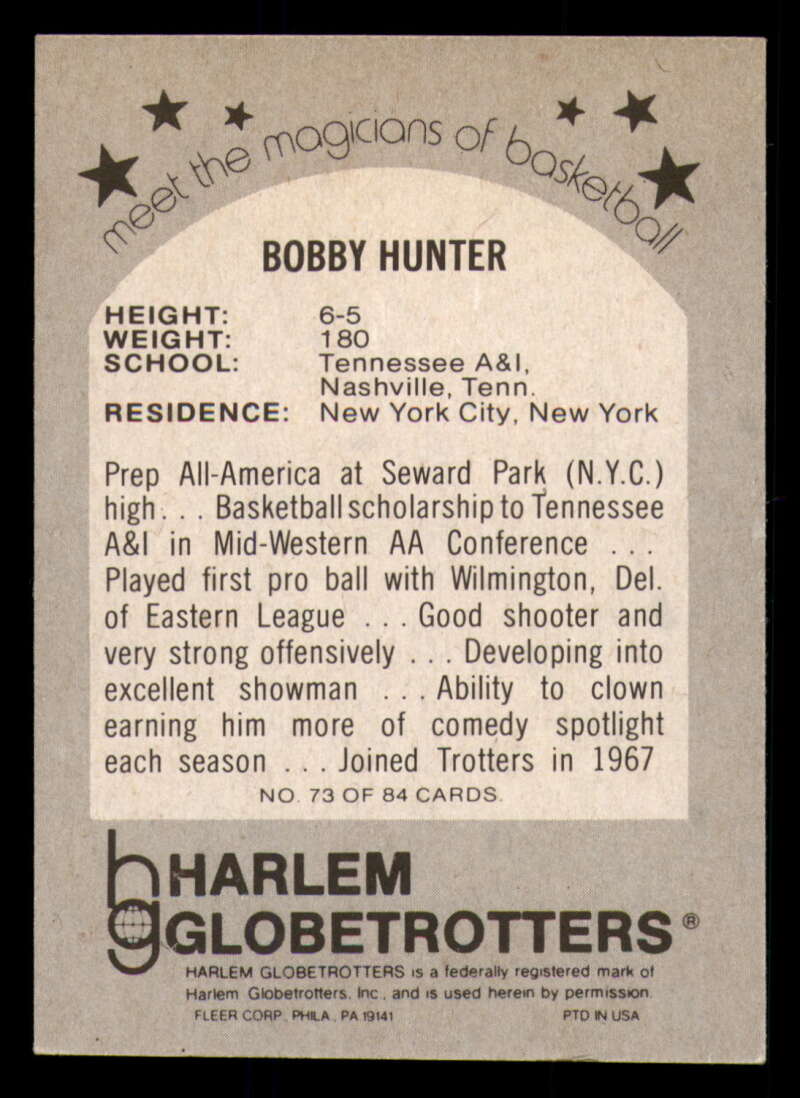 meet the magicians of basketball
BOBBY HUNTER
HEIGHT: 6-5
WEIGHT: 180
SCHOOL: Tennessee A&I,
Nashville, Tenn.
RESIDENCE: New York City, New York
Prep All-America at Seward Park (N.Y.C.)
high . . . Basketball scholarship to Tennessee
A&I in Mid-Western AA Conference . . .
Played first pro ball with Wilmington, Del.
of Eastern League . . . Good shooter and
very strong offensively . . . Developing into
excellent showman . . . Ability to clown
earning him more of comedy spotlight
each season . . . Joined Trotters in 1967
NO. 73 OF 84 CARDS.
hg HARLEM
GLOBETROTTERS®
HARLEM GLOBETROTTERS is a federally registered mark of
Harlem Globetrotters, Inc., and is used herein by permission.
FLEER CORP., PHILA., PA 19141 PTD IN USA